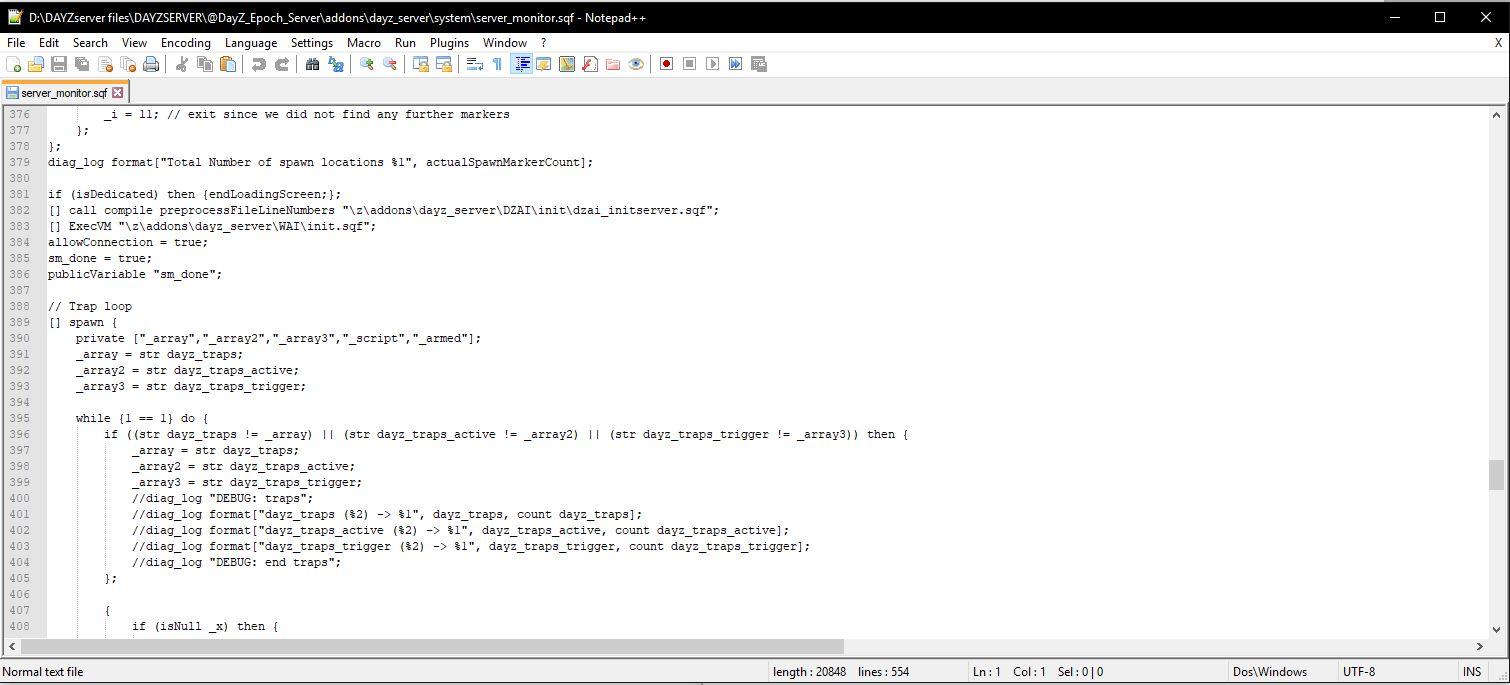 D:\DAYZserver files\DAYZSERVER\@DayZ_Epoch_Server\addons\dayz_server\system\server_monitor.sqf - Notepad++
File Edit Search View Encoding Language Settings Macro Run Plugins Window ? X
server_monitor.sqf
376 _i = 11; // exit since we did not find any further markers
377 };
378 };
379 diag_log format["Total Number of spawn locations %1", actualSpawnMarkerCount];
380
381 if (isDedicated) then {endLoadingScreen;};
382 [] call compile preprocessFileLineNumbers "\z\addons\dayz_server\DZAI\init\dzai_initserver.sqf";
383 [] ExecVM "\z\addons\dayz_server\WAI\init.sqf";
384 allowConnection = true;
385 sm_done = true;
386 publicVariable "sm_done";
387
388 // Trap loop
389 [] spawn {
390 private ["_array","_array2","_array3","_script","_armed"];
391 _array = str dayz_traps;
392 _array2 = str dayz_traps_active;
393 _array3 = str dayz_traps_trigger;
394
395 while {1 == 1} do {
396 if ((str dayz_traps != _array) || (str dayz_traps_active != _array2) || (str dayz_traps_trigger != _array3)) then {
397 _array = str dayz_traps;
398 _array2 = str dayz_traps_active;
399 _array3 = str dayz_traps_trigger;
400 //diag_log "DEBUG: traps";
401 //diag_log format["dayz_traps (%2) -> %1", dayz_traps, count dayz_traps];
402 //diag_log format["dayz_traps_active (%2) -> %1", dayz_traps_active, count dayz_traps_active];
403 //diag_log format["dayz_traps_trigger (%2) -> %1", dayz_traps_trigger, count dayz_traps_trigger];
404 //diag_log "DEBUG: end traps";
405 };
406
407 {
408 if (isNull _x) then {
Normal text file length : 20848 lines : 554 Ln : 1 Col : 1 Sel : 0 | 0 Dos\Windows UTF-8 INS